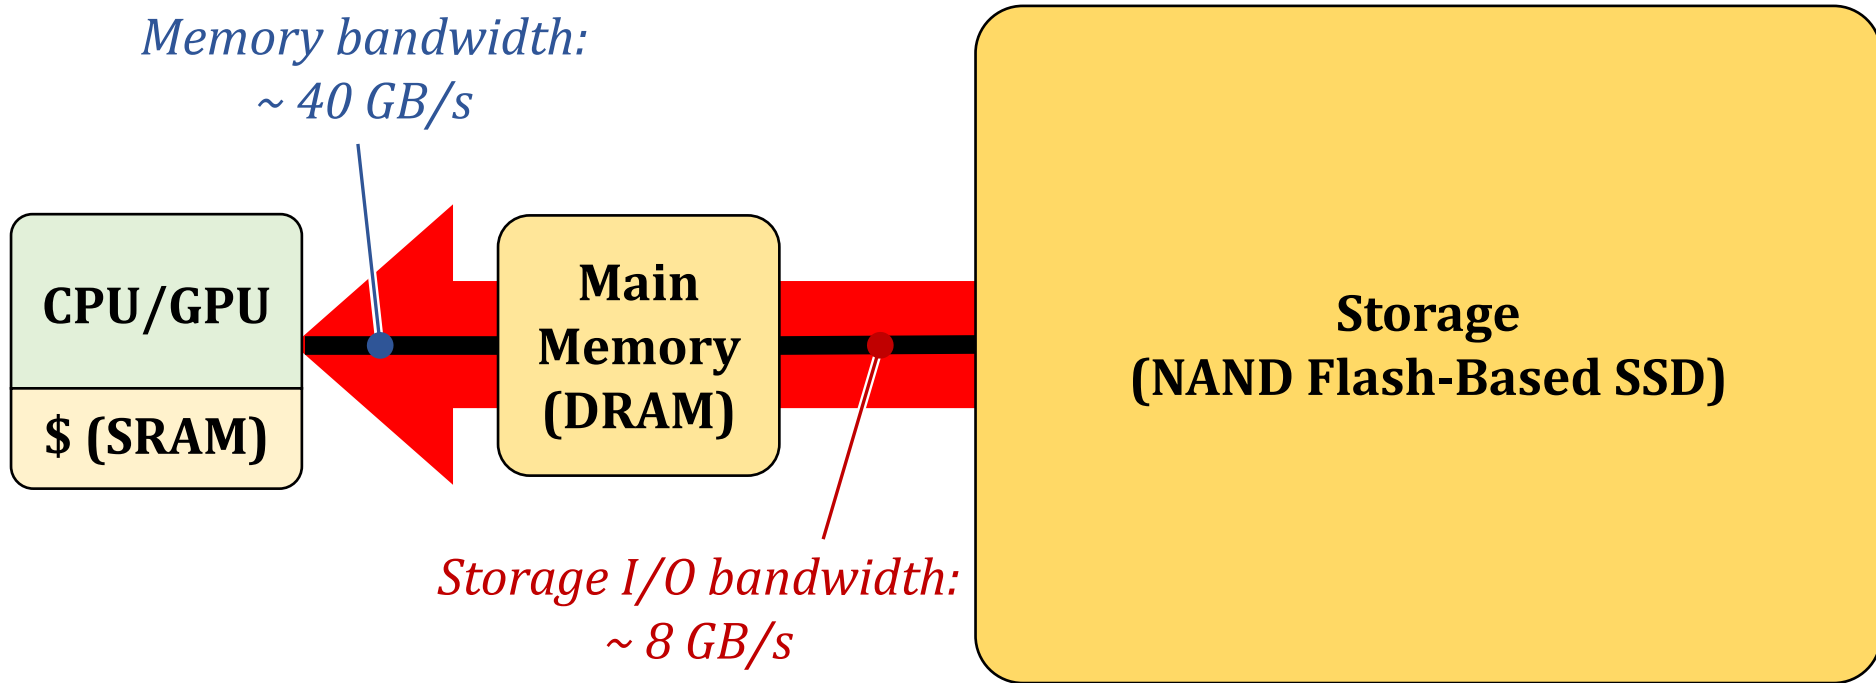 Memory bandwidth:
~ 40 GB/s
CPU/GPU
$ (SRAM)
Main
Memory
(DRAM)
Storage
(NAND Flash-Based SSD)
Storage I/O bandwidth:
~ 8 GB/s